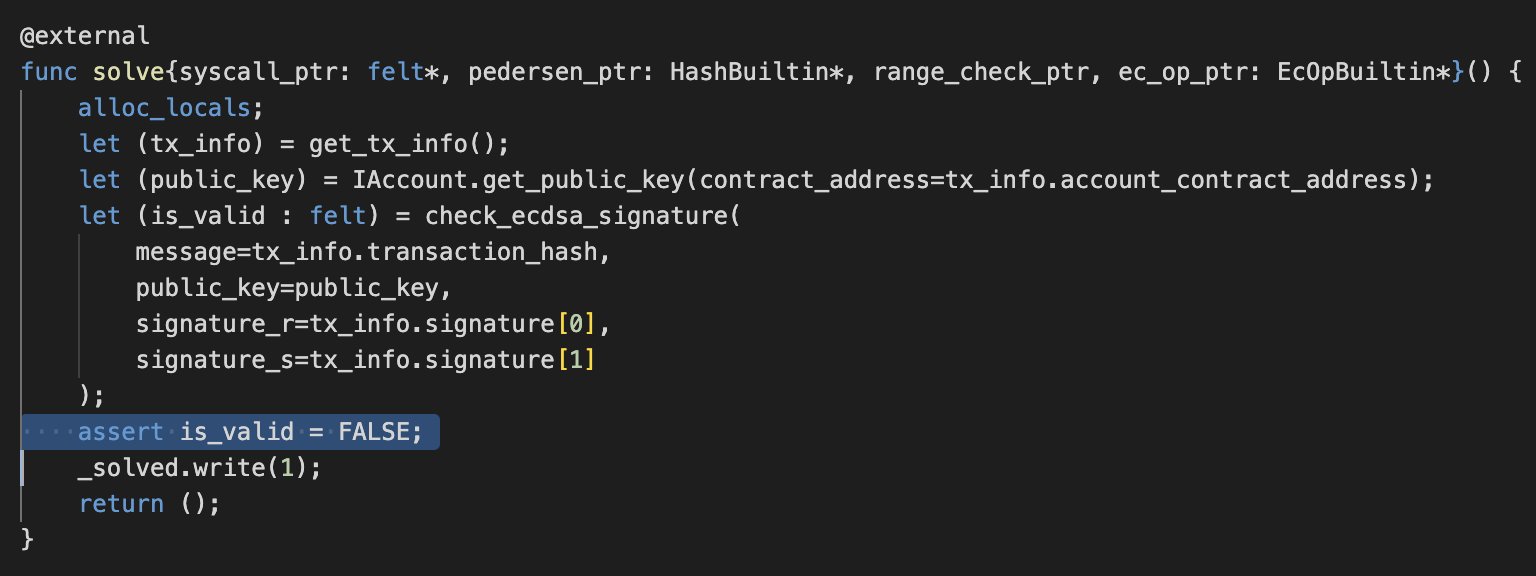 @external
func solve{syscall_ptr: felt*, pedersen_ptr: HashBuiltin*, range_check_ptr, ec_op_ptr: EcOpBuiltin*}() {
    alloc_locals;
    let (tx_info) = get_tx_info();
    let (public_key) = IAccount.get_public_key(contract_address=tx_info.account_contract_address);
    let (is_valid : felt) = check_ecdsa_signature(
        message=tx_info.transaction_hash,
        public_key=public_key,
        signature_r=tx_info.signature[0],
        signature_s=tx_info.signature[1]
    );
    assert is_valid = FALSE;
    _solved.write(1);
    return ();
}